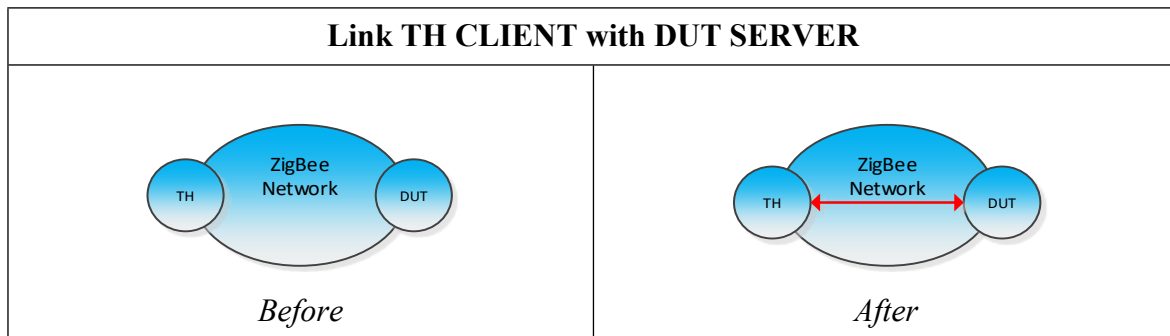 Link TH CLIENT with DUT SERVER
ZigBee
Network
TH
DUT
Before
ZigBee
Network
TH
DUT
After